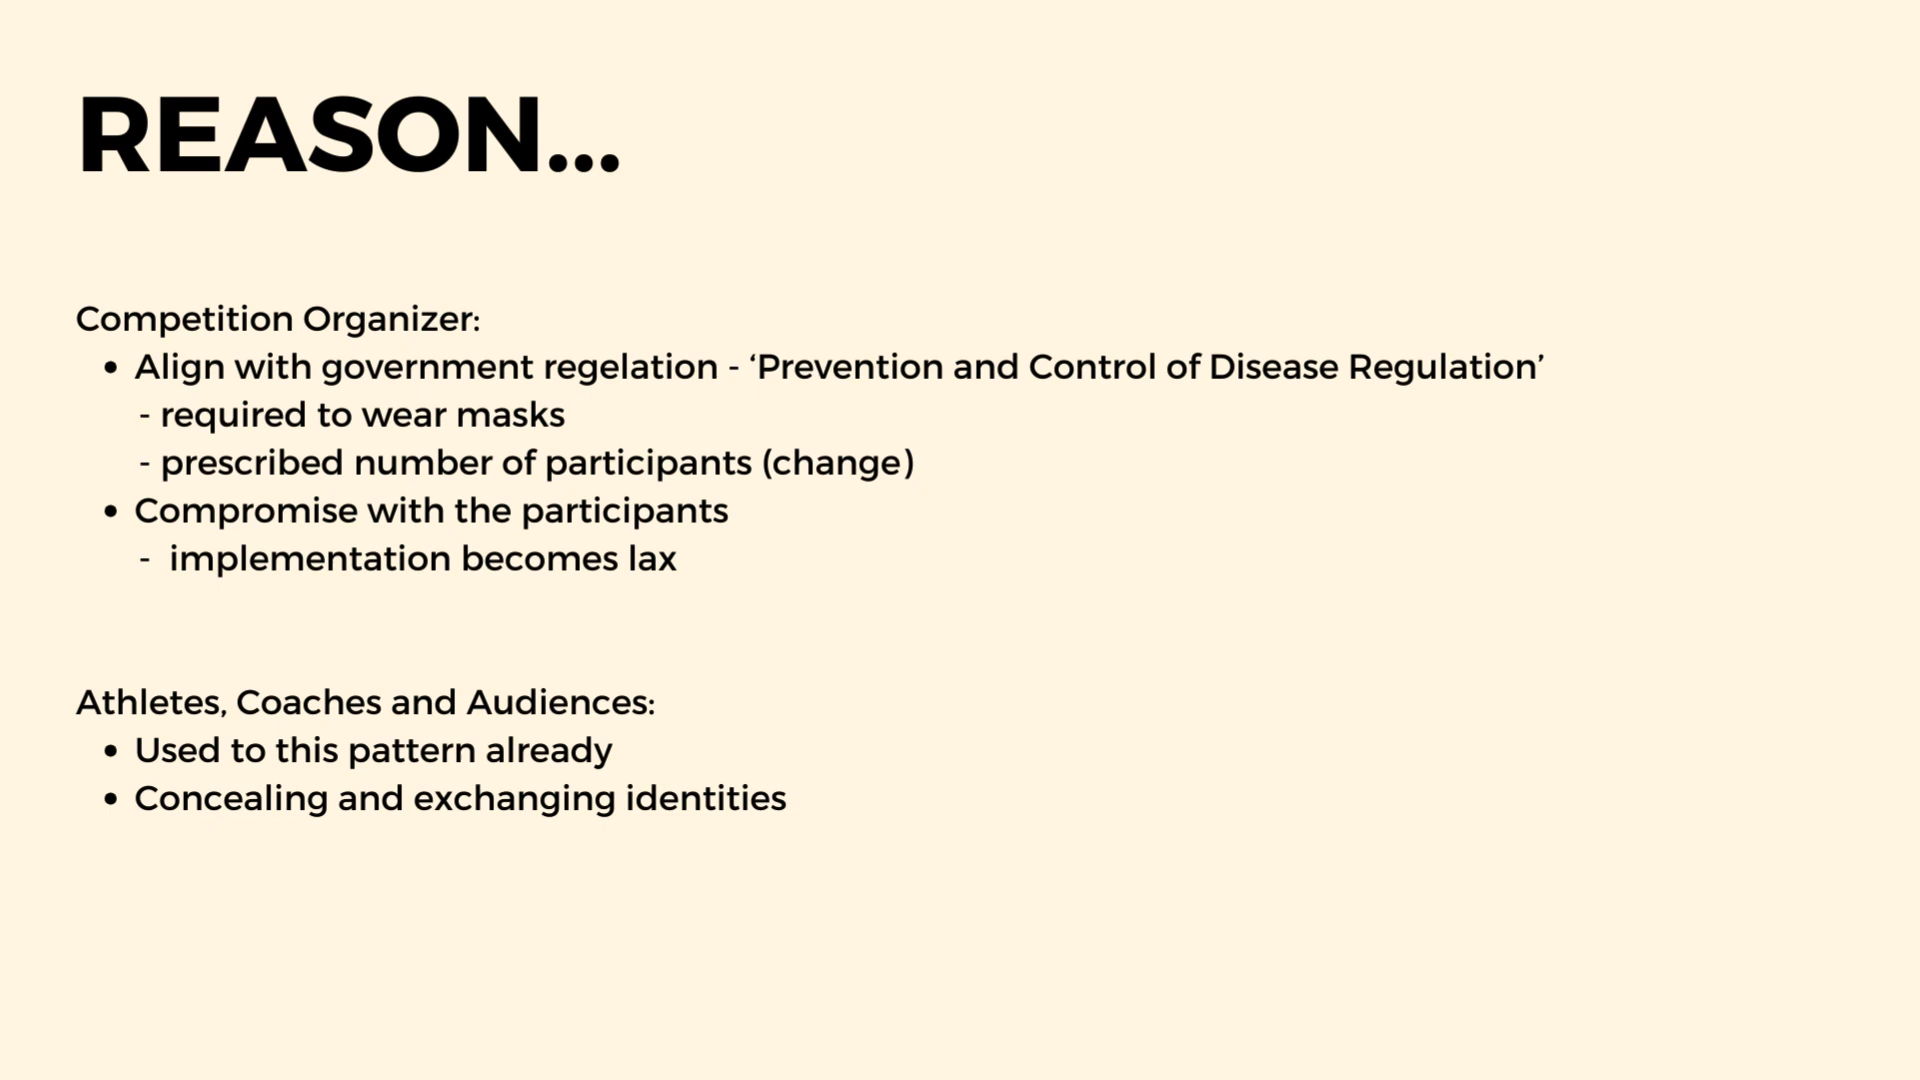 REASON...
Competition Organizer:
• Align with government regelation - ‘Prevention and Control of Disease Regulation’
- required to wear masks
- prescribed number of participants (change)
• Compromise with the participants
- implementation becomes lax
Athletes, Coaches and Audiences:
• Used to this pattern already
• Concealing and exchanging identities